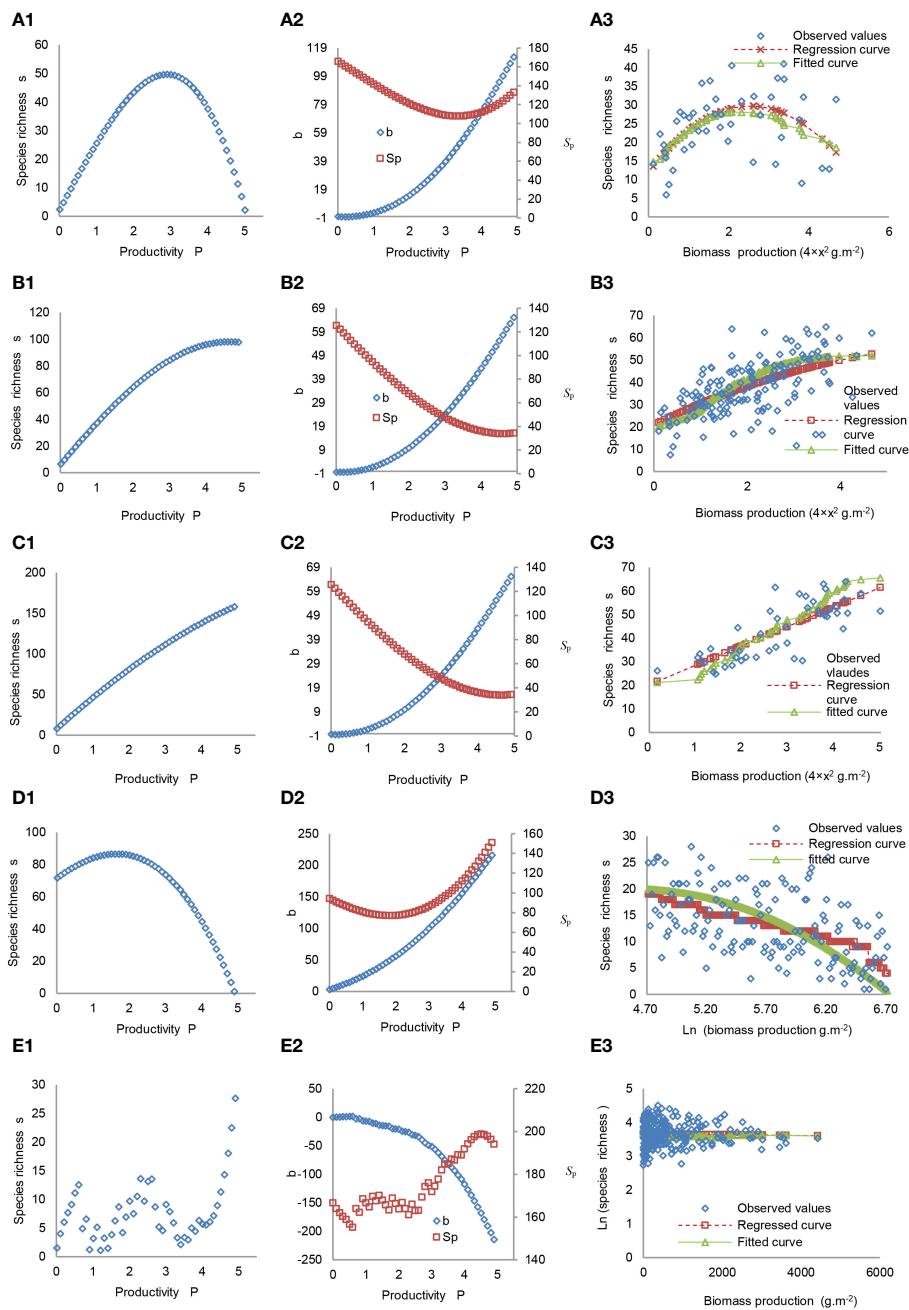 A1
60
50
40
30
20
10
0
0 1 2 3 4 5
Species richness s
Productivity P
A2
119
99
79
59
39
19
-1
180
160
140
120
100
80
60
40
20
0
0 1 2 3 4 5
b
Sp
b
Sp
Productivity P
A3
45
40
35
30
25
20
15
10
5
0
0 2 4 6
Observed values
Regression curve
Fitted curve
Species richness s
Biomass production (4×x² g.m-²)
B1
120
100
80
60
40
20
0
0 1 2 3 4 5
Species richness s
Productivity P
B2
69
59
49
39
29
19
9
-1
140
120
100
80
60
40
20
0
0 1 2 3 4 5
b
Sp
b
Sp
Productivity P
B3
70
60
50
40
30
20
10
0
0 2 4
Observed
values
Regression
curve
Fitted curve
Species richness s
Biomass production (4×x² g.m-²)
C1
200
150
100
50
0
0 1 2 3 4 5
Species richness s
Productivity P
C2
69
59
49
39
29
19
9
-1
140
120
100
80
60
40
20
0
0 1 2 3 4 5
b
Sp
b
Sp
Productivity P
C3
70
60
50
40
30
20
10
0
0 1 2 3 4 5
Observed
vlaudes
Regression
curve
fitted curve
Species richness s
Biomass production (4×x² g.m-²)
D1
100
80
60
40
20
0
0 1 2 3 4 5
Species richness s
Productivity P
D2
250
200
150
100
50
0
160
140
120
100
80
60
40
20
0
0 1 2 3 4 5
b
Sp
b
Sp
Productivity P
D3
30
25
20
15
10
5
0
4.70 5.20 5.70 6.20 6.70
Observed values
Regression curve
fitted curve
Species richness s
Ln (biomass production g.m-²)
E1
30
25
20
15
10
5
0
0 1 2 3 4 5
Species richness s
Productivity P
E2
50
0
-50
-100
-150
-200
-250
220
200
180
160
140
0 1 2 3 4 5
b
Sp
b
Sp
Productivity P
E3
5
4
3
2
1
0
0 2000 4000 6000
Observed values
Regressed curve
Fitted curve
Ln (species richness )
Biomass production (g.m-²)